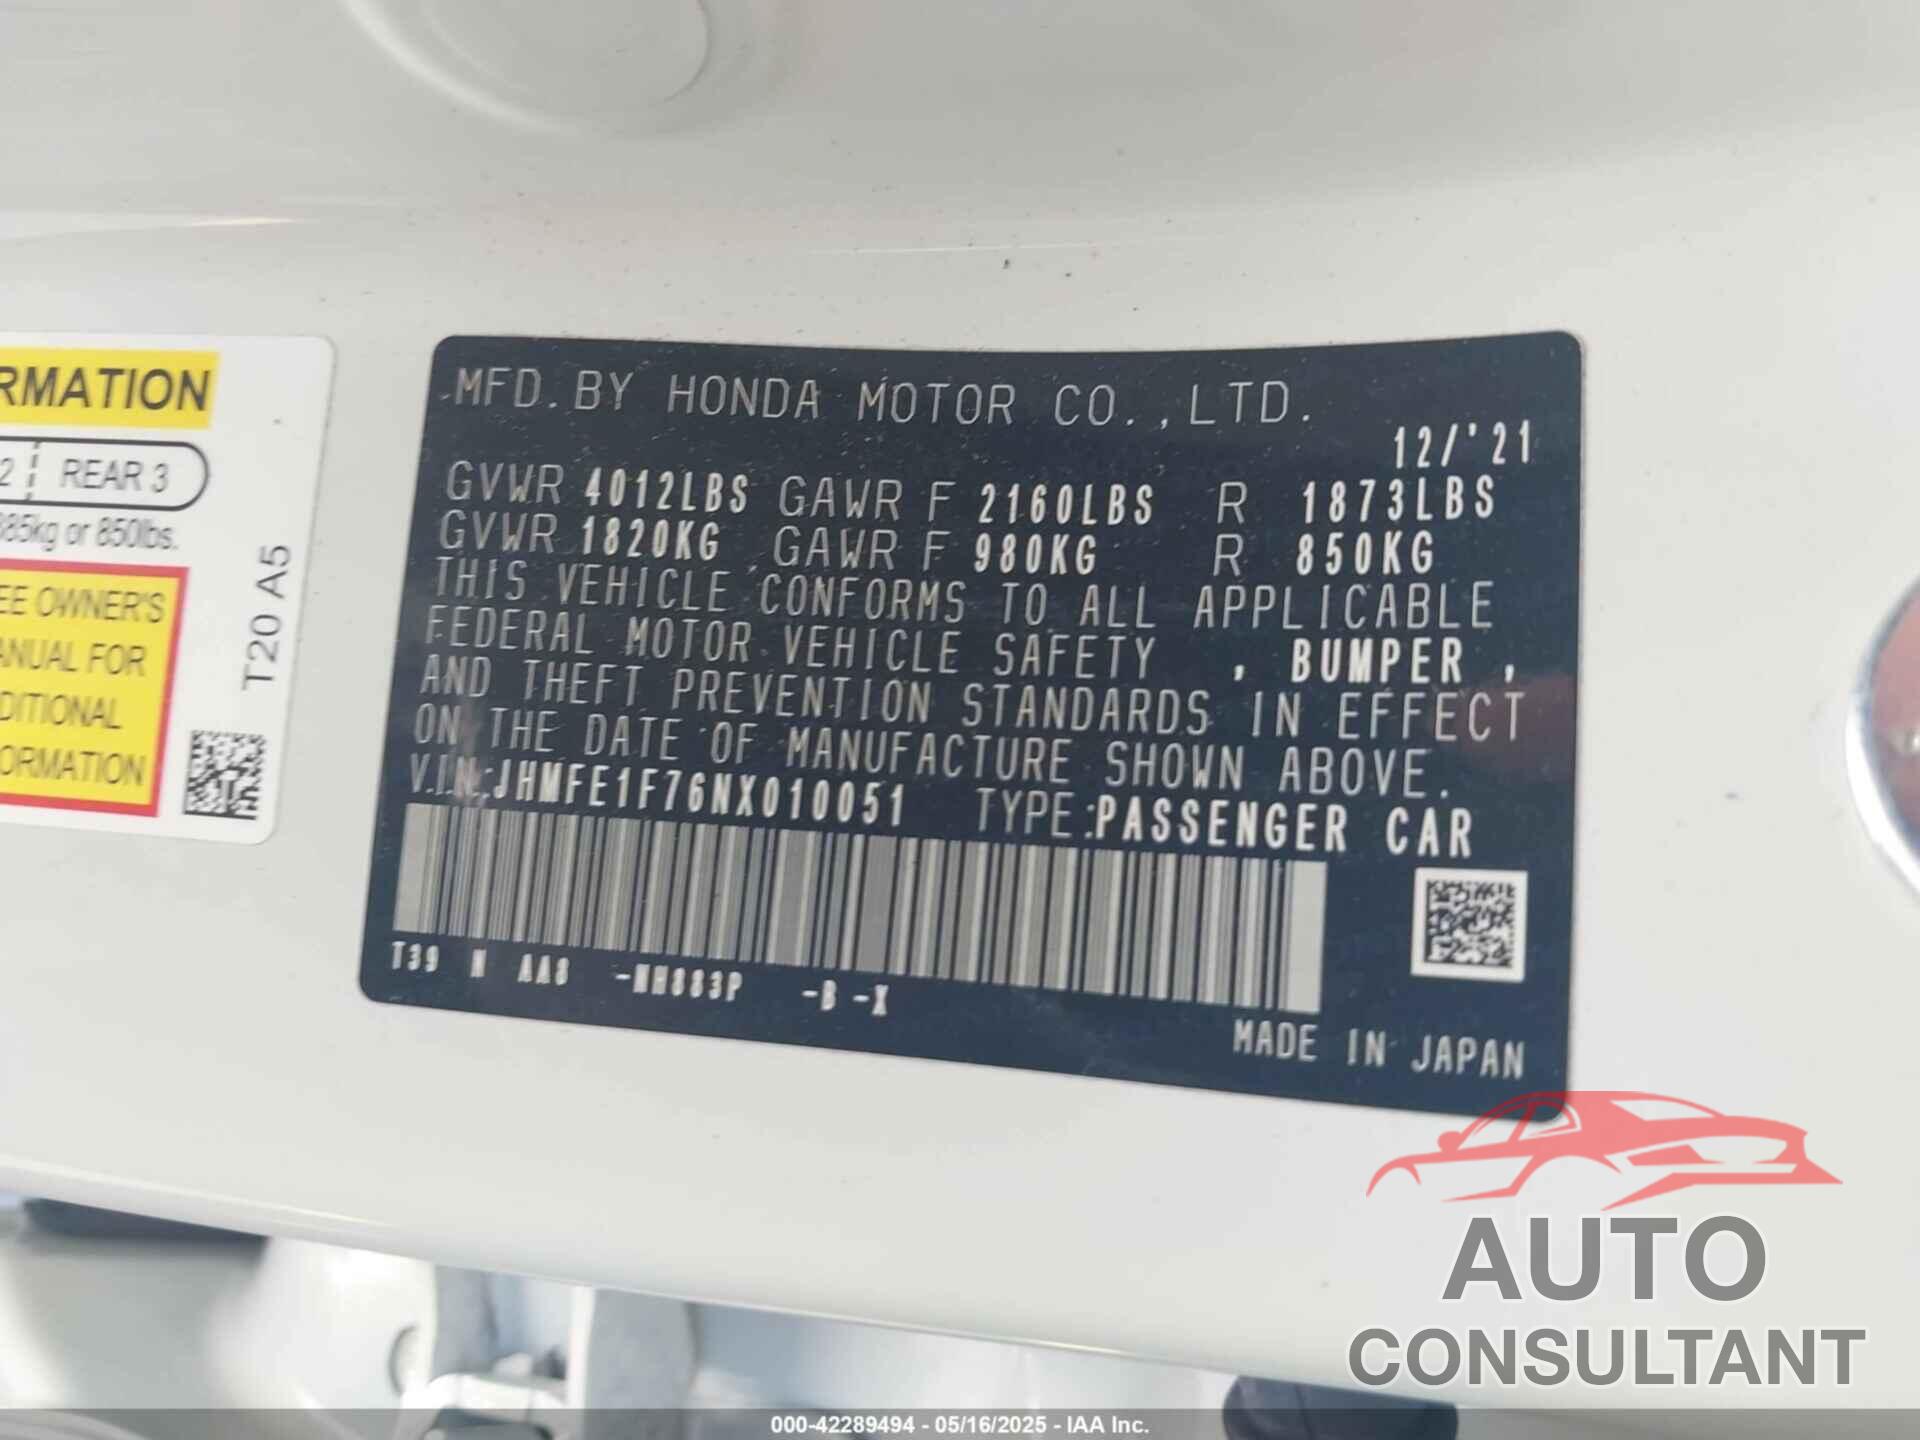 RMATION
2 REAR 3
385kg or 850lbs.
EE OWNER'S
ANUAL FOR
DITIONAL
ORMATION
T20 A5
MFD. BY HONDA MOTOR CO., LTD.
12/'21
GVWR 4012LBS GAWR F 2160LBS R 1873LBS
GVWR 1820KG GAWR F 980KG R 850KG
THIS VEHICLE CONFORMS TO ALL APPLICABLE
FEDERAL MOTOR VEHICLE SAFETY , BUMPER ,
AND THEFT PREVENTION STANDARDS IN EFFECT
ON THE DATE OF MANUFACTURE SHOWN ABOVE.
V.I.N.:JHMFE1F76NX010051 TYPE:PASSENGER CAR
T39 N AA8 -NH883P -B -X
MADE IN JAPAN
AUTO
CONSULTANT
000-42289494 - 05/16/2025 - IAA Inc.